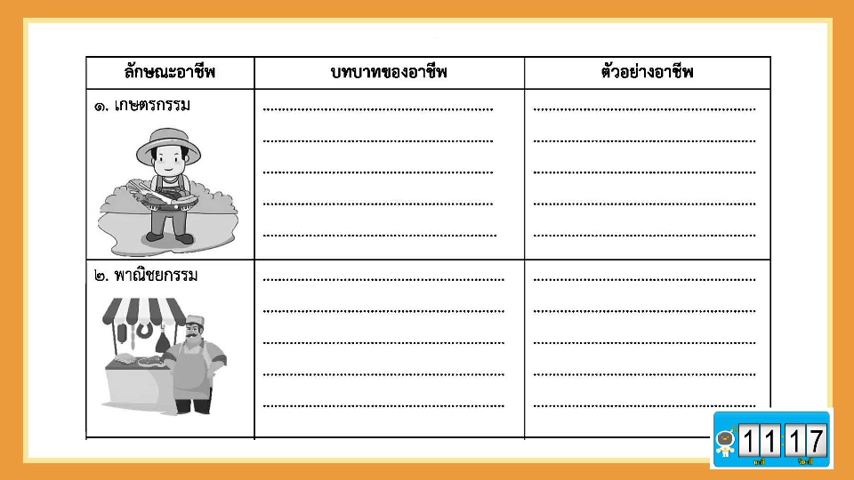 ลักษณะอาชีพ บทบาทของอาชีพ ตัวอย่างอาชีพ
๑. เกษตรกรรม
๒. พาณิชยกรรม
11 17